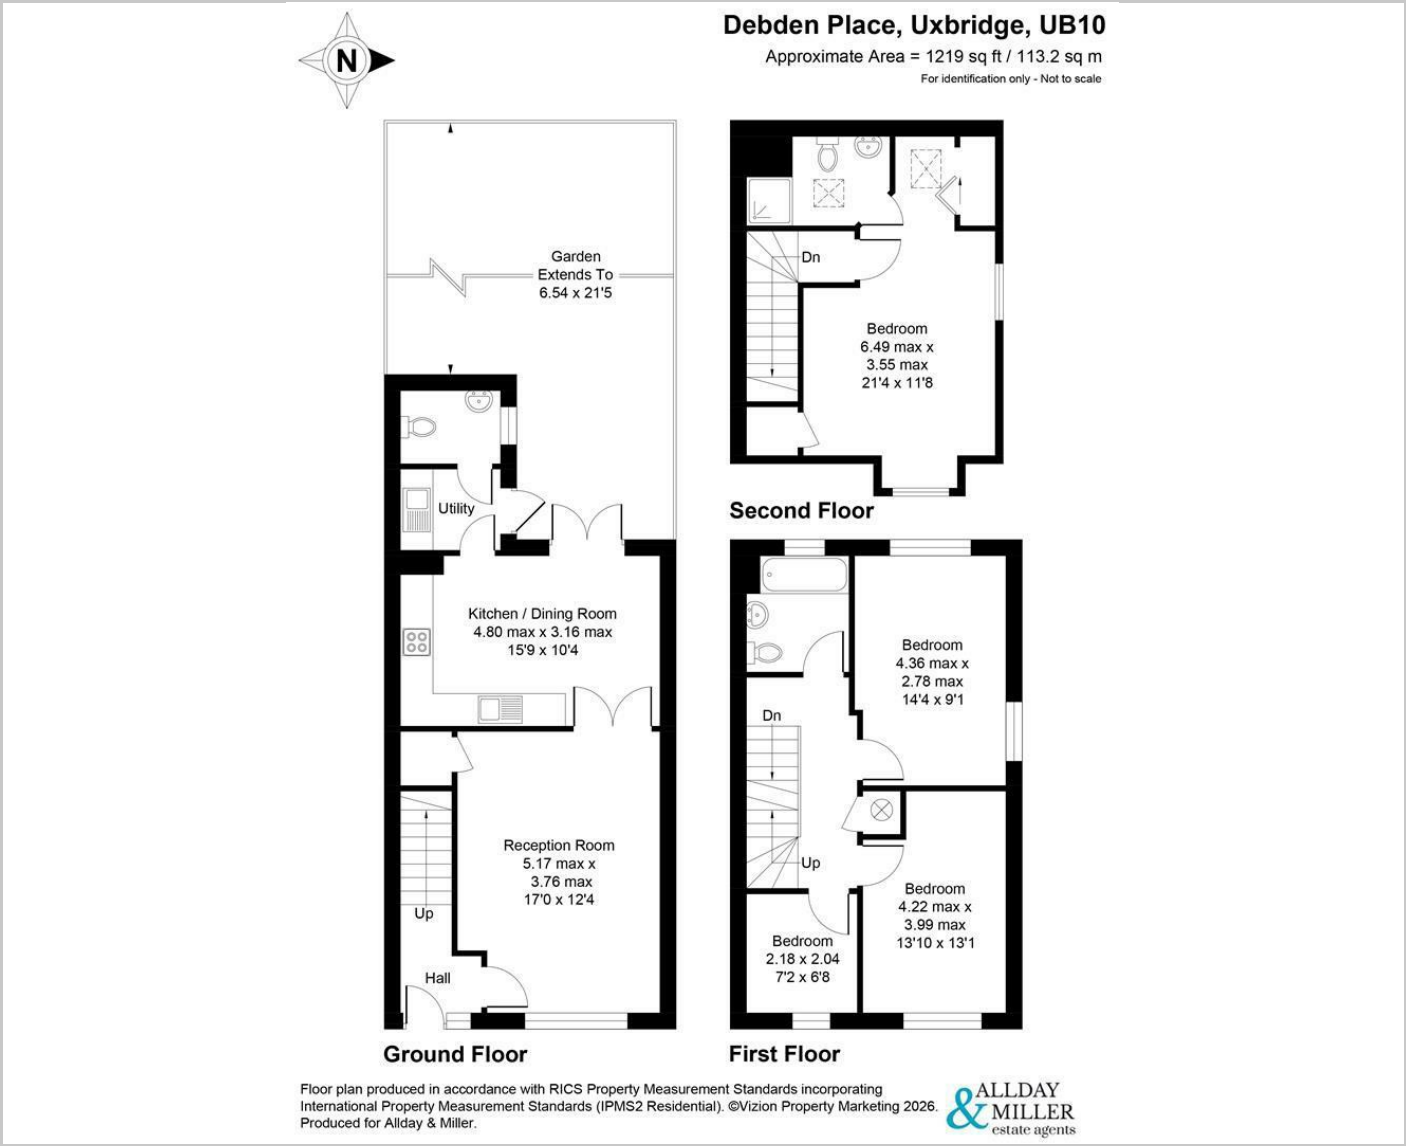 N
Debden Place, Uxbridge, UB10
Approximate Area = 1219 sq ft / 113.2 sq m
For identification only - Not to scale
Garden
Extends To
6.54 x 21'5
Utility
Kitchen / Dining Room
4.80 max x 3.16 max
15'9 x 10'4
Reception Room
5.17 max x
3.76 max
17'0 x 12'4
Up
Hall
Ground Floor
Dn
Bedroom
6.49 max x
3.55 max
21'4 x 11'8
Second Floor
Bedroom
4.36 max x
2.78 max
14'4 x 9'1
Dn
Up
Bedroom
4.22 max x
3.99 max
13'10 x 13'1
Bedroom
2.18 x 2.04
7'2 x 6'8
First Floor
Floor plan produced in accordance with RICS Property Measurement Standards incorporating
International Property Measurement Standards (IPMS2 Residential). ©Vizion Property Marketing 2026.
Produced for Allday & Miller.
ALLDAY
& MILLER
estate agents